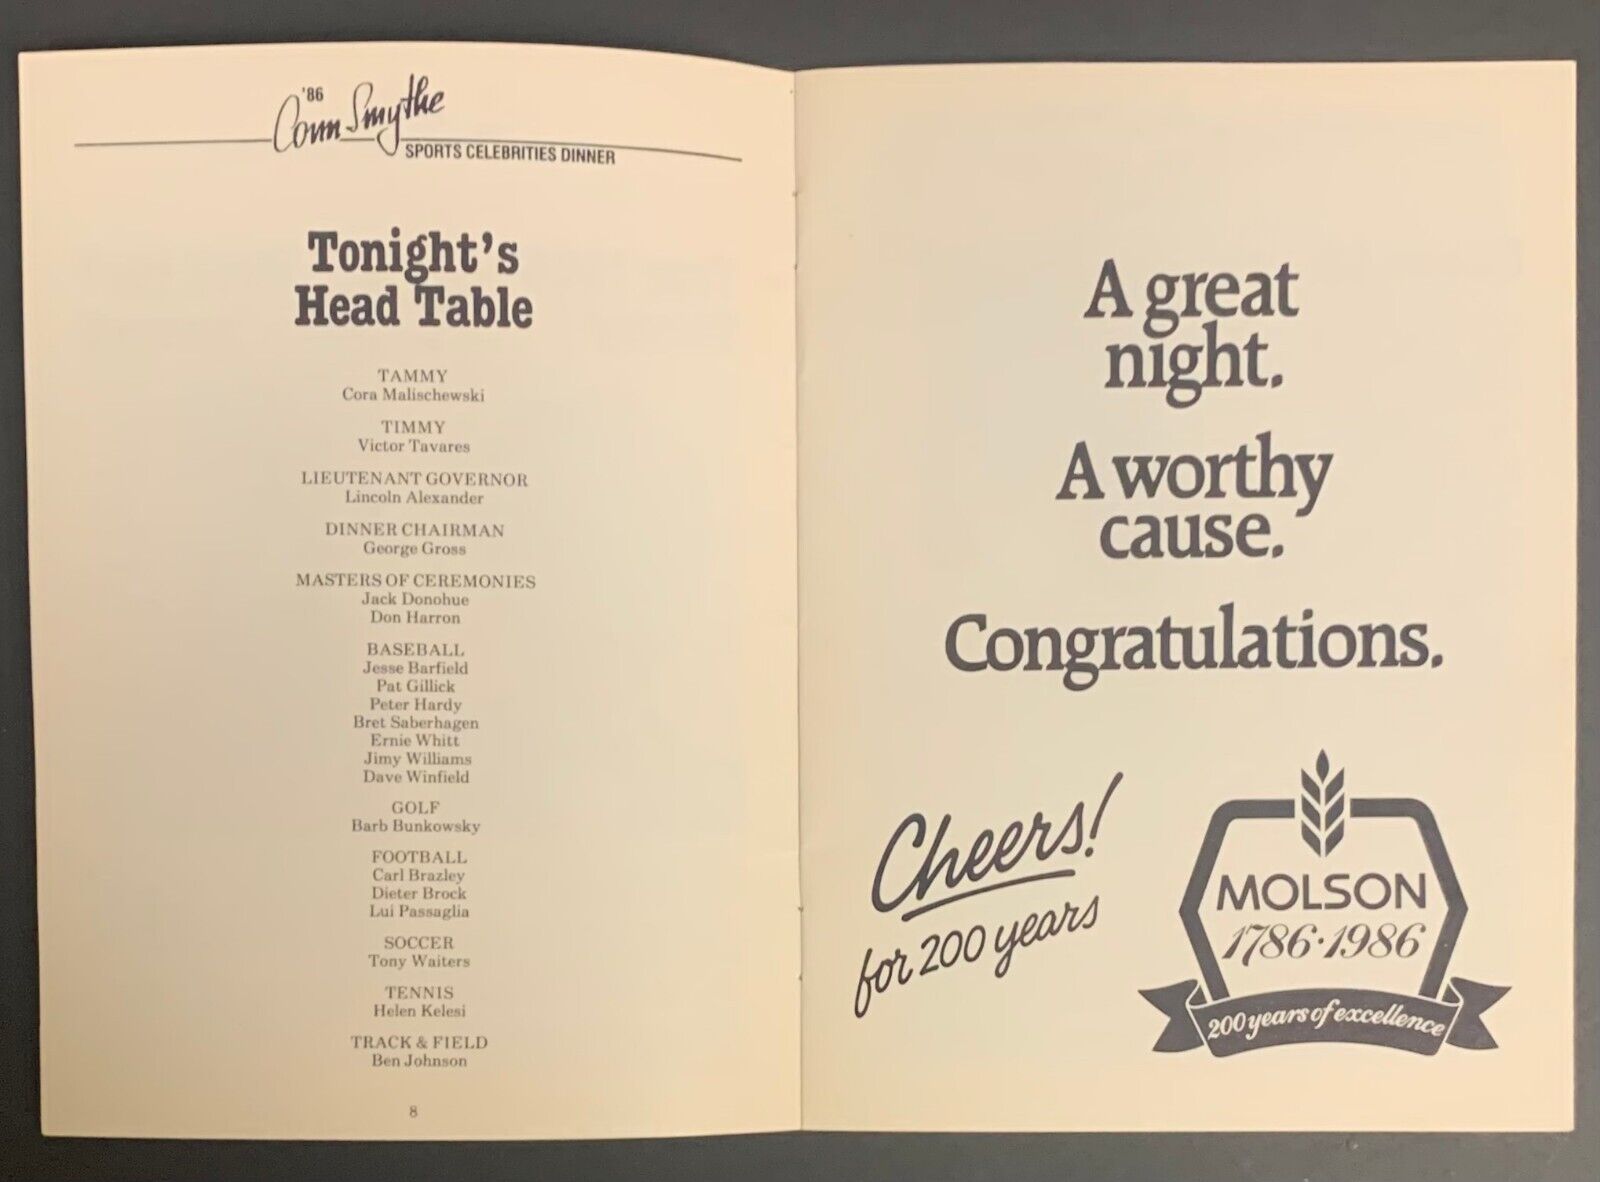 '86
Conn Smythe
SPORTS CELEBRITIES DINNER
Tonight's
Head Table
TAMMY
Cora Malischewski
TIMMY
Victor Tavares
LIEUTENANT GOVERNOR
Lincoln Alexander
DINNER CHAIRMAN
George Gross
MASTERS OF CEREMONIES
Jack Donohue
Don Harron
BASEBALL
Jesse Barfield
Pat Gillick
Peter Hardy
Bret Saberhagen
Ernie Whitt
Jimy Williams
Dave Winfield
GOLF
Barb Bunkowsky
FOOTBALL
Carl Brazley
Dieter Brock
Lui Passaglia
SOCCER
Tony Waiters
TENNIS
Helen Kelesi
TRACK & FIELD
Ben Johnson
8
A great
night.
A worthy
cause.
Congratulations.
Cheers!
for 200 years
MOLSON
1786·1986
200 years of excellence